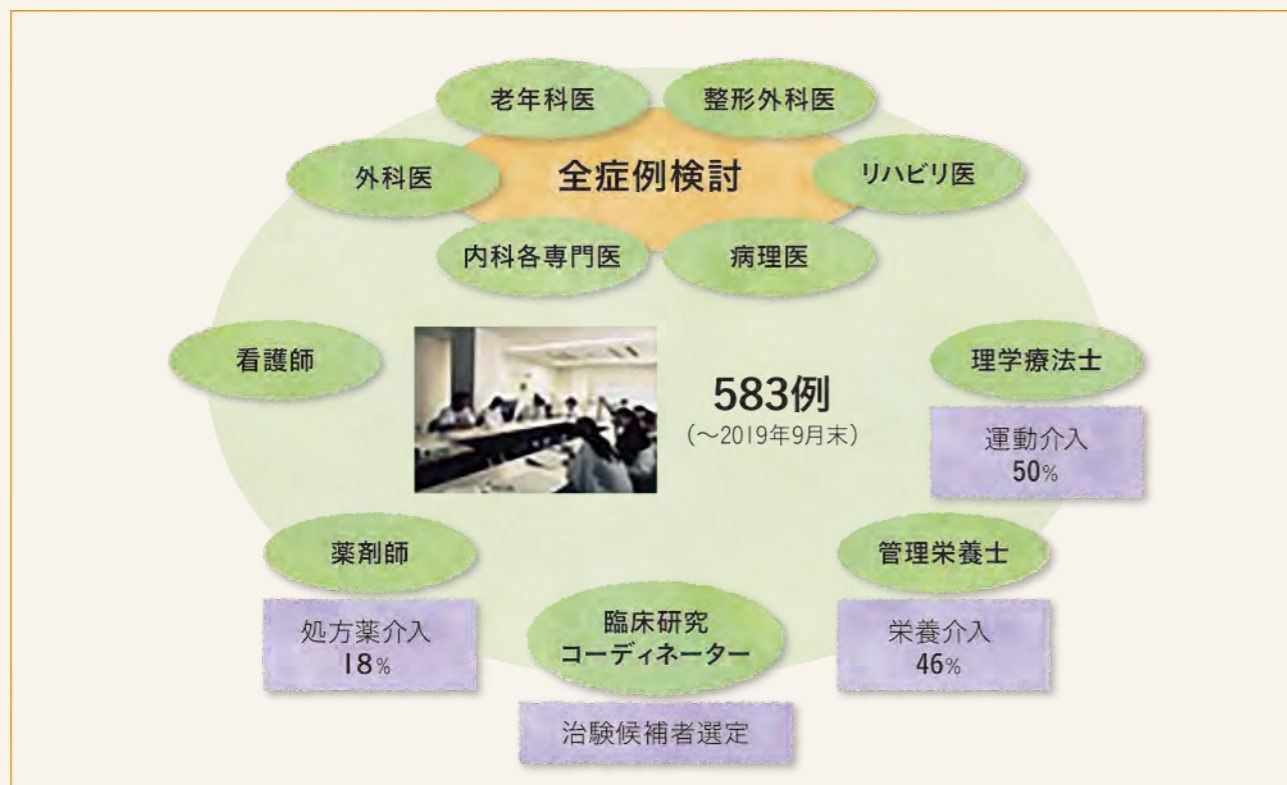 老年科医
整形外科医
外科医
全症例検討
リハビリ医
内科各専門医
病理医
看護師
583例
(～2019年9月末)
理学療法士
運動介入
50%
薬剤師
処方薬介入
18%
臨床研究
コーディネーター
治験候補者選定
管理栄養士
栄養介入
46%